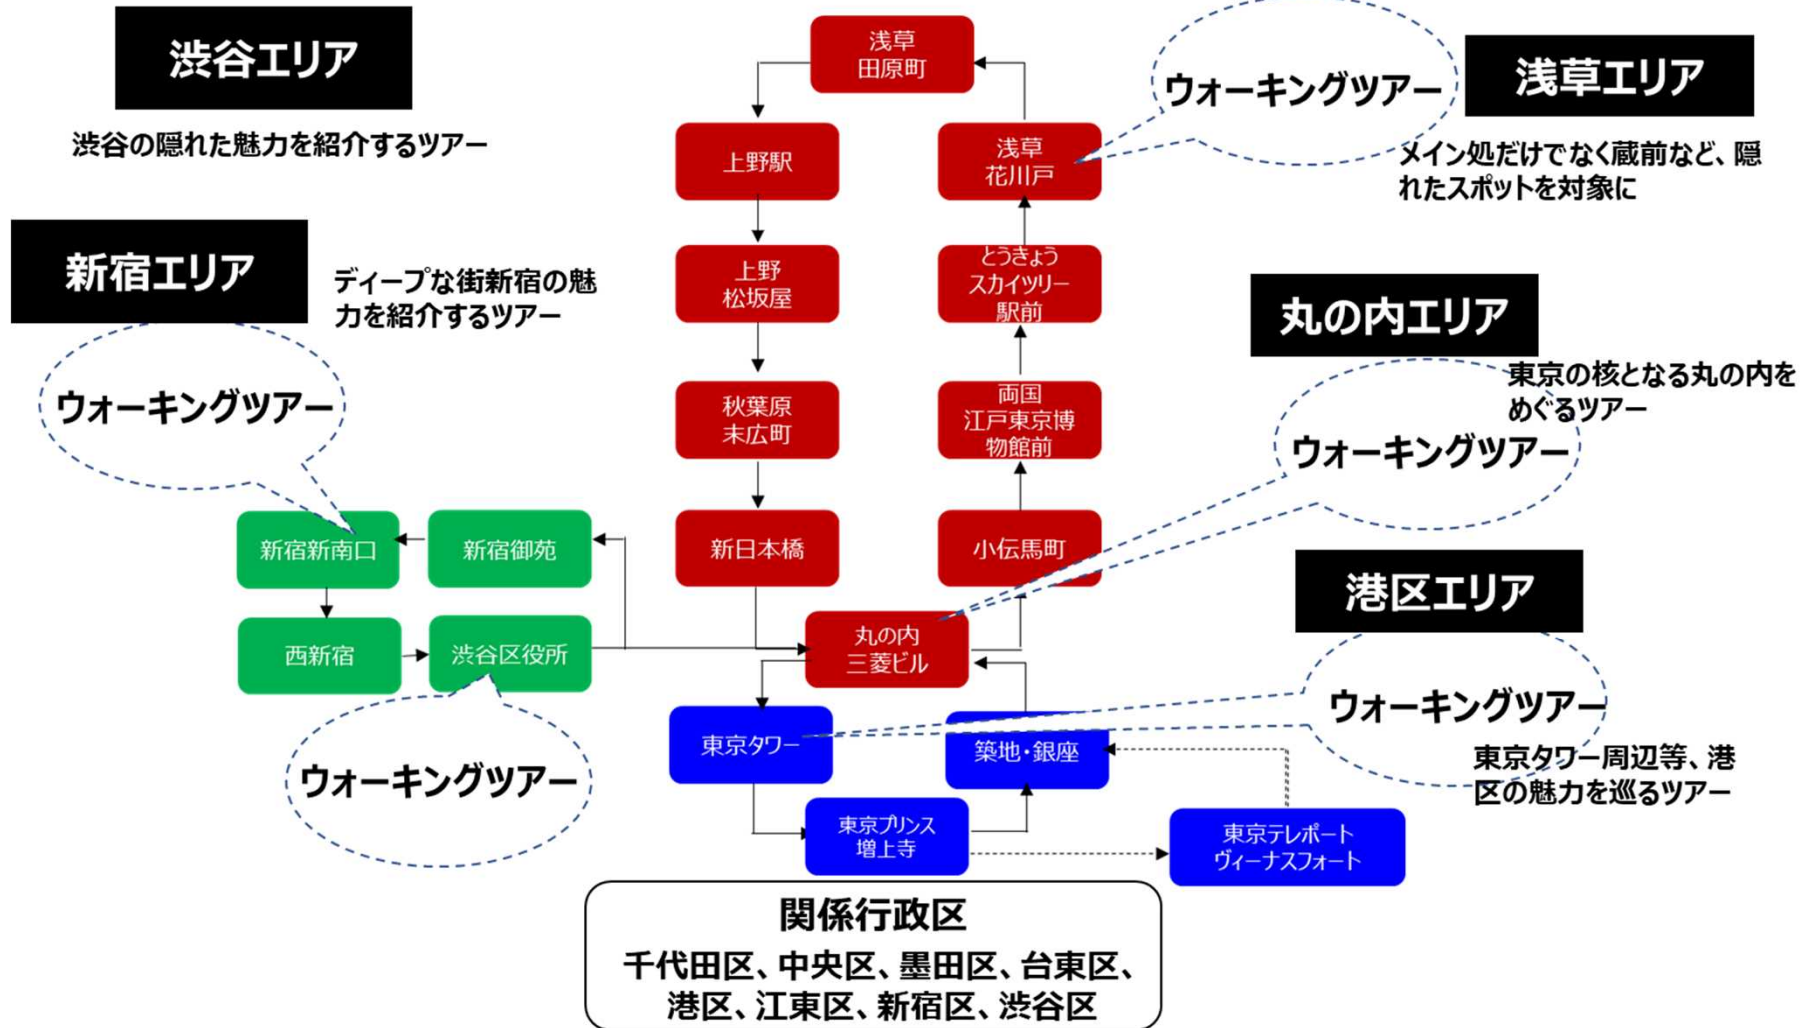 渋谷エリア
渋谷の隠れた魅力を紹介するツアー
浅草
田原町
ウォーキングツアー
浅草エリア
メイン処だけでなく蔵前など、隠
れたスポットを対象に
上野駅
浅草
花川戸
新宿エリア
ディープな街新宿の魅
力を紹介するツアー
ウォーキングツアー
上野
松坂屋
とうきょう
スカイツリー
駅前
丸の内エリア
東京の核となる丸の内を
めぐるツアー
ウォーキングツアー
秋葉原
末広町
両国
江戸東京博
物館前
新宿新南口
新宿御苑
新日本橋
小伝馬町
港区エリア
西新宿
渋谷区役所
丸の内
三菱ビル
ウォーキングツアー
東京タワー周辺等、港
区の魅力を巡るツアー
東京タワー
築地・銀座
ウォーキングツアー
東京プリンス
増上寺
東京テレポート
ヴィーナスフォート
関係行政区
千代田区、中央区、墨田区、台東区、
港区、江東区、新宿区、渋谷区